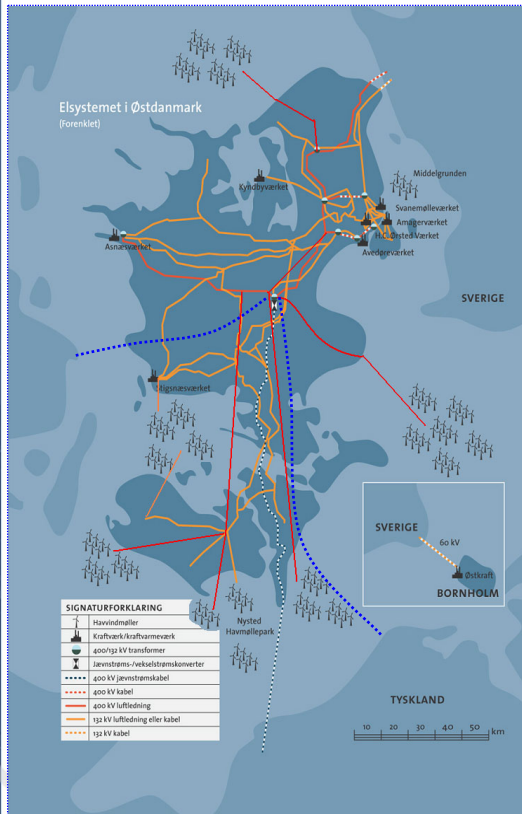 Elsystemet i Østdanmark
(Forenklet)
Middelgrunden
Kyndbyværket
Svanemølleværket
Amagerværket
H.C. Ørsted Værket
Avedøreværket
Asnæsværket
SVERIGE
Stigsnæsværket
SVERIGE
60 kV
Østkraft
BORNHOLM
Nysted
Havmøllepark
SIGNATURFORKLARING
Havvindmøller
Kraftværk/kraftvarmeværk
400/132 kV transformer
Jævnstrøms-/vekselstrømskonverter
400 kV jævnstrømskabel
400 kV kabel
400 kV luftledning
132 kV luftledning eller kabel
132 kV kabel
TYSKLAND
10 20 30 40 50 km